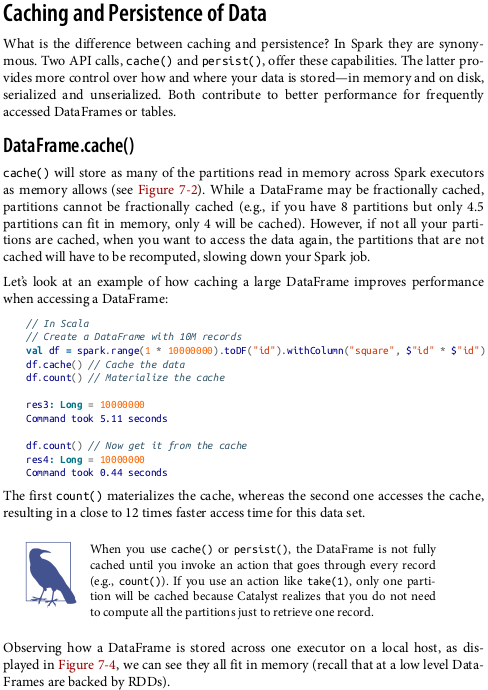 Caching and Persistence of Data
What is the difference between caching and persistence? In Spark they are synony-
mous. Two API calls, cache() and persist(), offer these capabilities. The latter pro-
vides more control over how and where your data is stored—in memory and on disk,
serialized and unserialized. Both contribute to better performance for frequently
accessed DataFrames or tables.
DataFrame.cache()
cache() will store as many of the partitions read in memory across Spark executors
as memory allows (see Figure 7-2). While a DataFrame may be fractionally cached,
partitions cannot be fractionally cached (e.g., if you have 8 partitions but only 4.5
partitions can fit in memory, only 4 will be cached). However, if not all your parti-
tions are cached, when you want to access the data again, the partitions that are not
cached will have to be recomputed, slowing down your Spark job.
Let's look at an example of how caching a large DataFrame improves performance
when accessing a DataFrame:
// In Scala
// Create a DataFrame with 10M records
val df = spark.range(1 * 10000000).toDF("id").withColumn("square", $"id" * $"id")
df.cache() // Cache the data
df.count() // Materialize the cache
res3: Long = 10000000
Command took 5.11 seconds
df.count() // Now get it from the cache
res4: Long = 10000000
Command took 0.44 seconds
The first count() materializes the cache, whereas the second one accesses the cache,
resulting in a close to 12 times faster access time for this data set.
When you use cache() or persist(), the DataFrame is not fully
cached until you invoke an action that goes through every record
(e.g., count()). If you use an action like take(1), only one parti-
tion will be cached because Catalyst realizes that you do not need
to compute all the partitions just to retrieve one record.
Observing how a DataFrame is stored across one executor on a local host, as dis-
played in Figure 7-4, we can see they all fit in memory (recall that at a low level Data-
Frames are backed by RDDs).